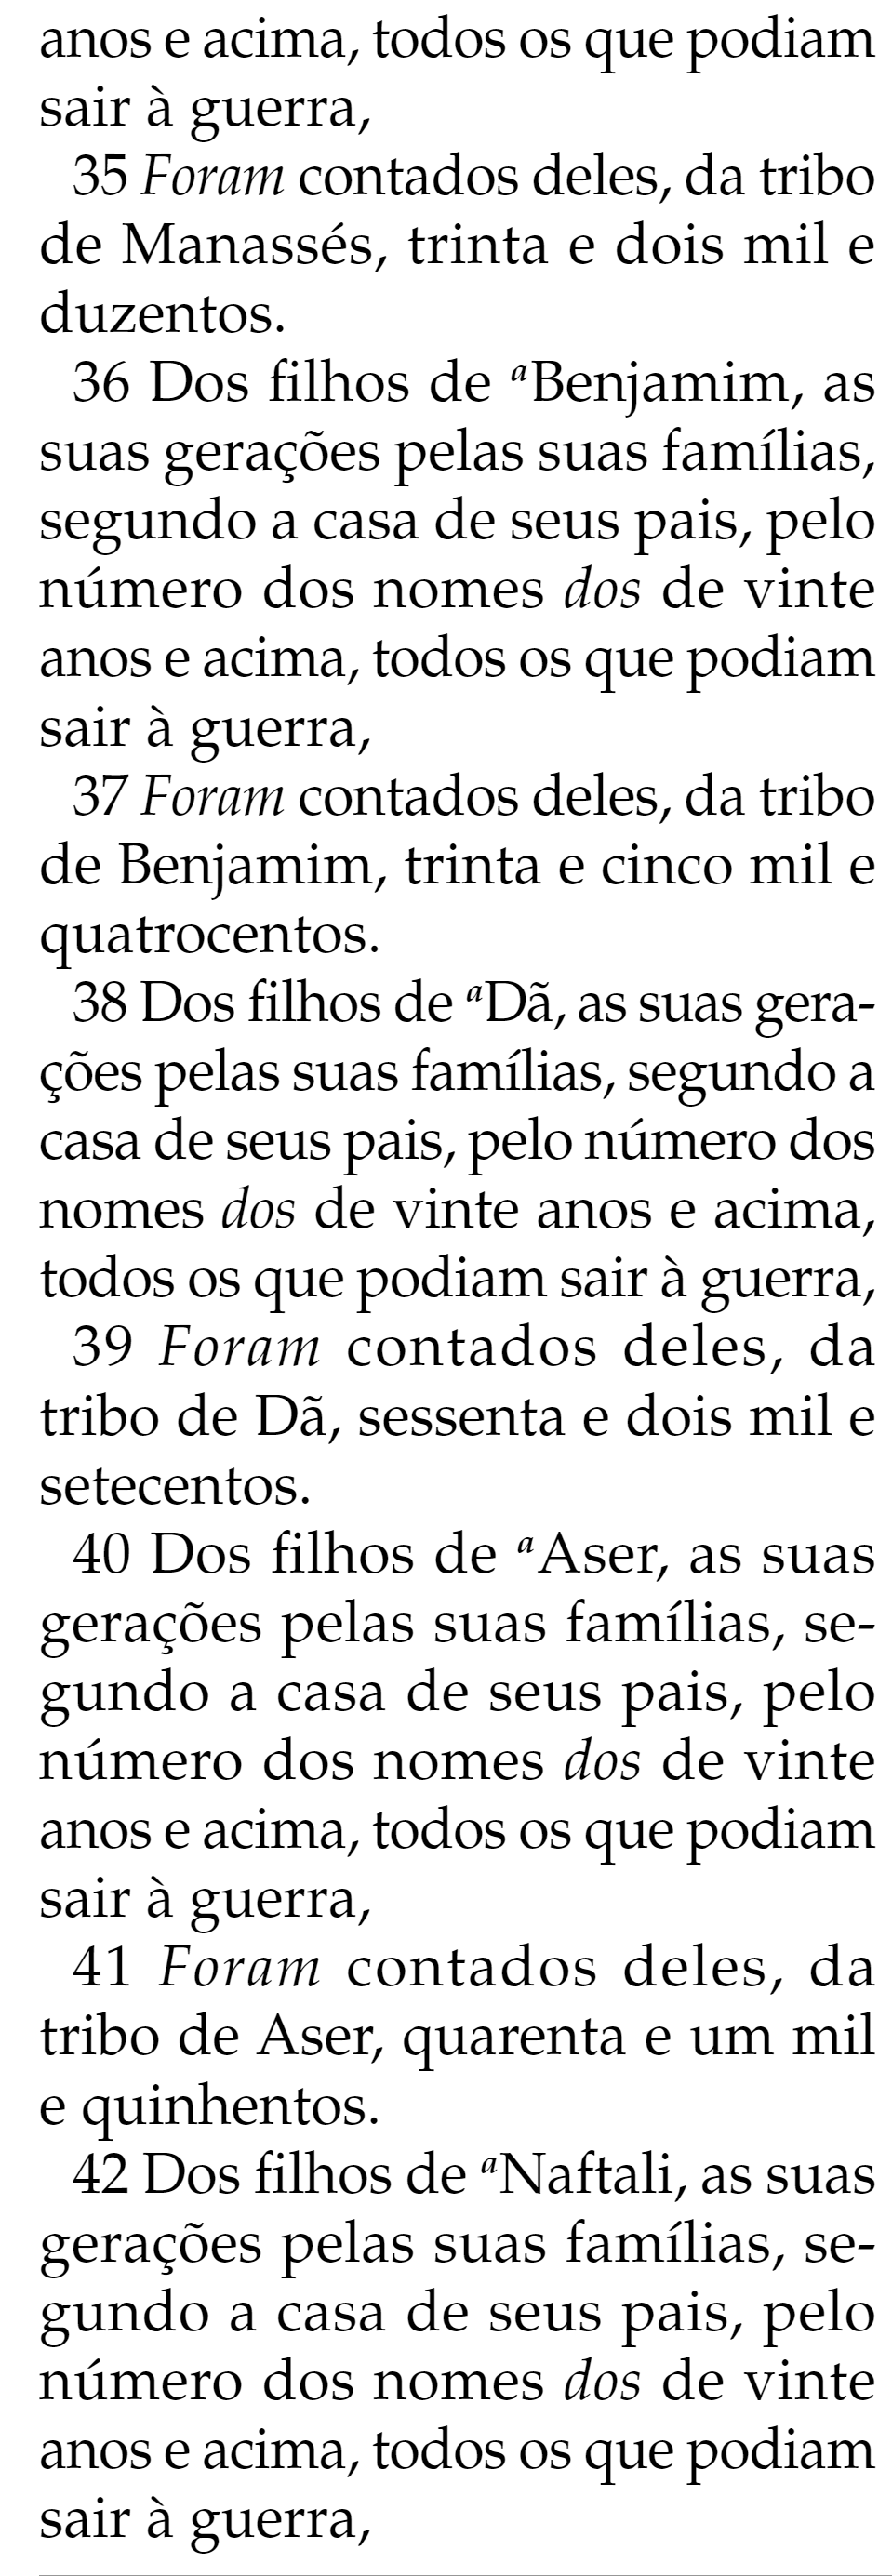 anos e acima, todos os que podiam
sair à guerra,
35 Foram contados deles, da tribo
de Manassés, trinta e dois mil e
duzentos.
36 Dos filhos de aBenjamim, as
suas gerações pelas suas famílias,
segundo a casa de seus pais, pelo
número dos nomes dos de vinte
anos e acima, todos os que podiam
sair à guerra,
37 Foram contados deles, da tribo
de Benjamim, trinta e cinco mil e
quatrocentos.
38 Dos filhos de aDã, as suas gera-
ções pelas suas famílias, segundo a
casa de seus pais, pelo número dos
nomes dos de vinte anos e acima,
todos os que podiam sair à guerra,
39 Foram contados deles, da
tribo de Dã, sessenta e dois mil e
setecentos.
40 Dos filhos de aAser, as suas
gerações pelas suas famílias, se-
gundo a casa de seus pais, pelo
número dos nomes dos de vinte
anos e acima, todos os que podiam
sair à guerra,
41 Foram contados deles, da
tribo de Aser, quarenta e um mil
e quinhentos.
42 Dos filhos de aNaftali, as suas
gerações pelas suas famílias, se-
gundo a casa de seus pais, pelo
número dos nomes dos de vinte
anos e acima, todos os que podiam
sair à guerra,